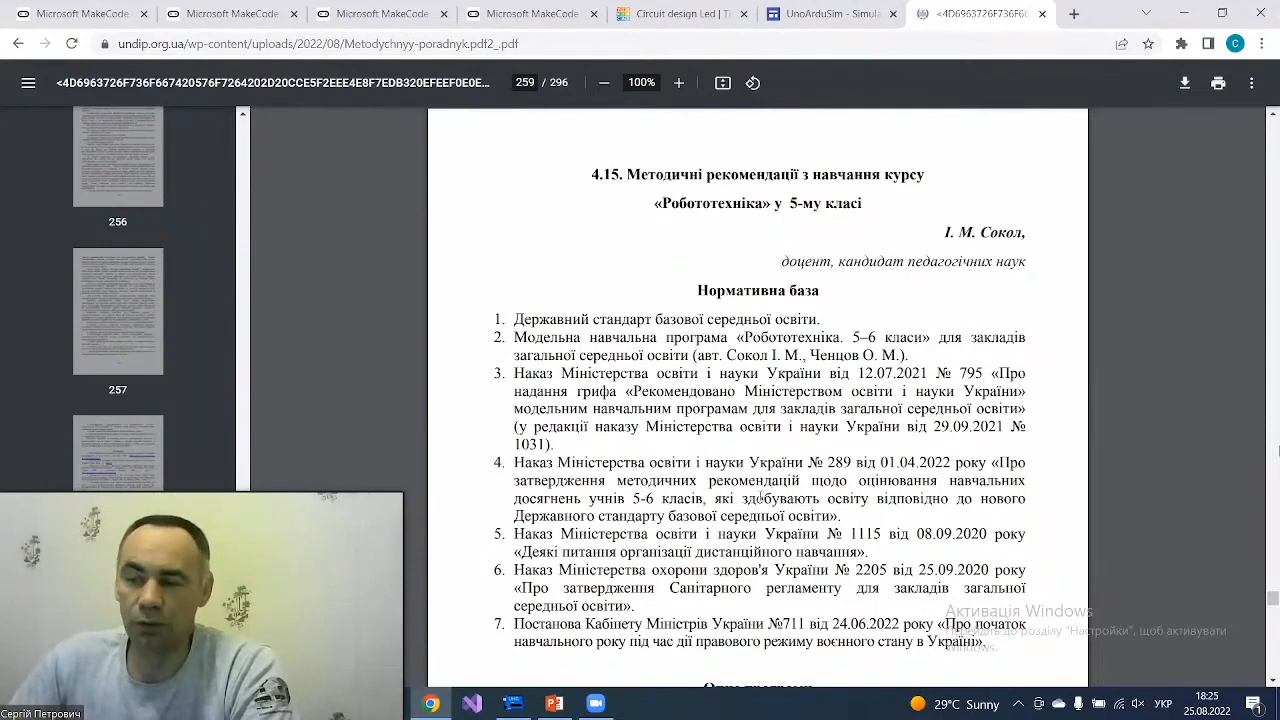 Microsoft MakeCode
Microsoft MakeCode
Microsoft MakeCode
Microsoft MakeCode
Circuit design Led | Ti
UnoArduSim - Simula
<4D6963726F736F66
undip.org.ua/wp-content/uploads/2022/08/Metodychnyy-poradnyk.pdf2_.pdf
<4D6963726F736F667420576F7264202D20CCE5F2EEE4E8F7EDB320EFEEF0E0E...
259 / 296
100%
256
257
4.15. Методичні рекомендації з навчання курсу
«Робототехніка» у 5-му класі
І. М. Сокол,
доцент, кандидат педагогічних наук
Нормативна база
1. Державний стандарт базової середньої освіти.
2. Модельна навчальна програма «Робототехніка. 5–6 класи» для закладів
загальної середньої освіти (авт. Сокол І. М., Ченцов О. М.).
3. Наказ Міністерства освіти і науки України від 12.07.2021 № 795 «Про
надання грифа «Рекомендовано Міністерством освіти і науки України»
модельним навчальним програмам для закладів загальної середньої освіти»
(у редакції наказу Міністерства освіти і науки України від 29.09.2021 №
1031).
4. Наказ Міністерства освіти і науки України № 289 від 01.04.2022 року «Про
затвердження методичних рекомендацій щодо оцінювання навчальних
досягнень учнів 5-6 класів, які здобувають освіту відповідно до нового
Державного стандарту базової середньої освіти».
5. Наказ Міністерства освіти і науки України № 1115 від 08.09.2020 року
«Деякі питання організації дистанційного навчання».
6. Наказ Міністерства охорони здоров'я України № 2205 від 25.09.2020 року
«Про затвердження Санітарного регламенту для закладів загальної
середньої освіти».
7. Постанова Кабінету Міністрів України №711 від 24.06.2022 року «Про початок
навчального року під час дії правового режиму воєнного стану в Україні».
Активація Windows
Перейдіть до розділу "Настройки", щоб активувати
Windows.
Сергій Петрович
29°C Sunny
УКР
18:25
25.08.2022